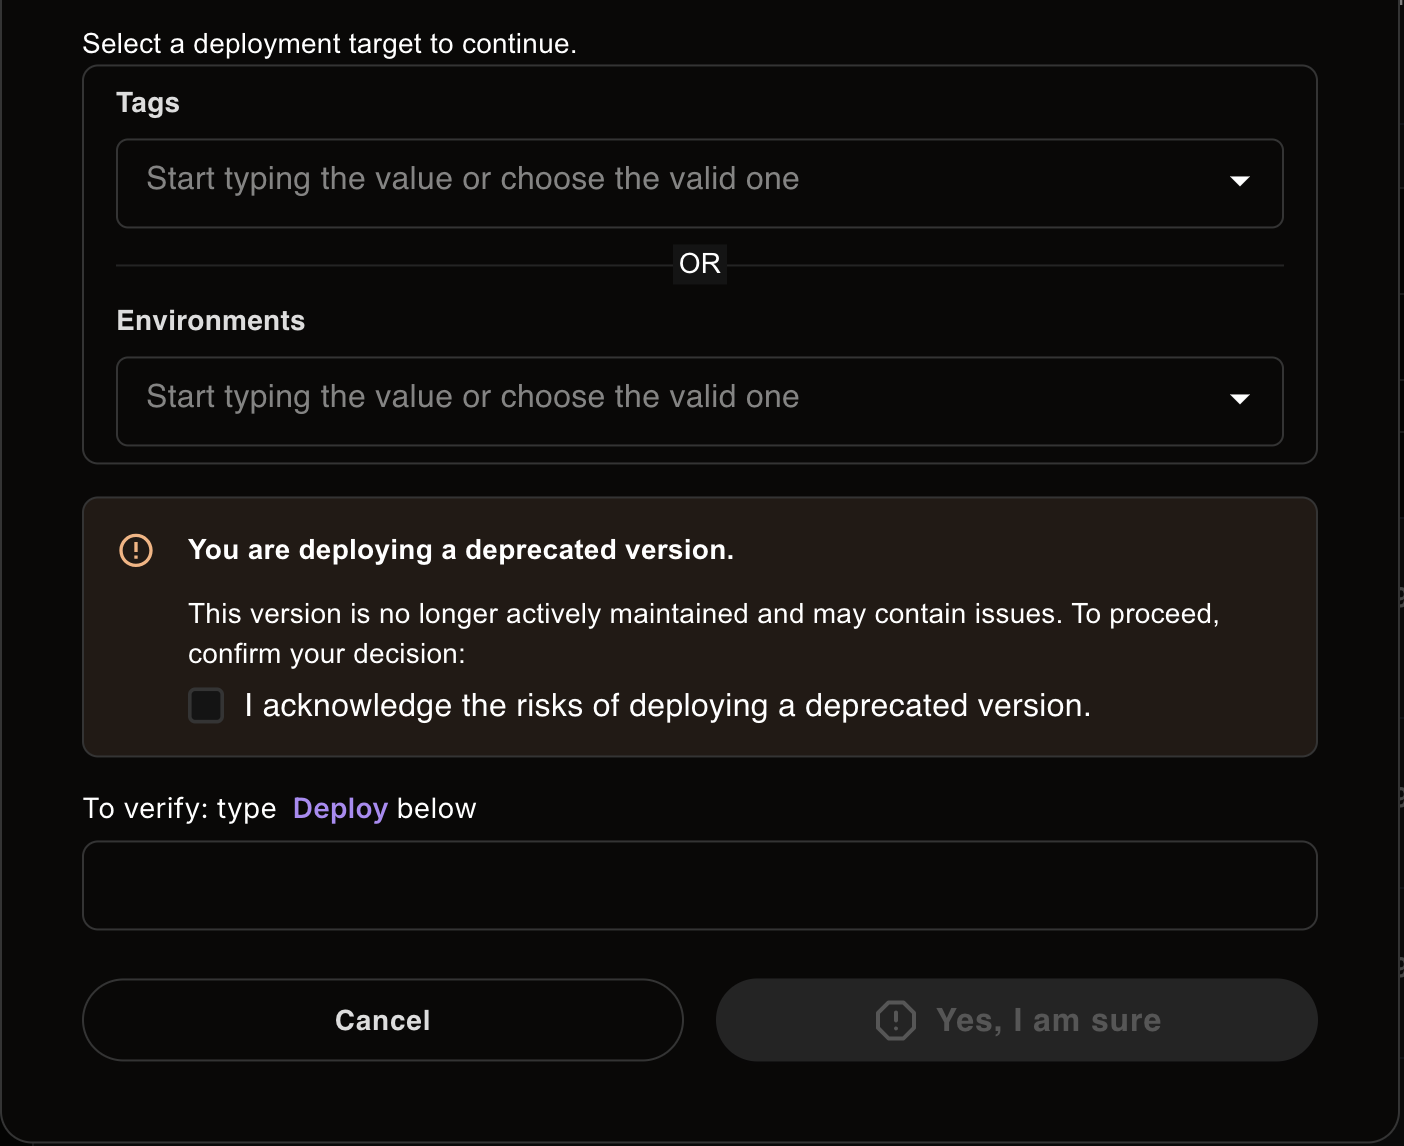 Select a deployment target to continue.
Tags
Start typing the value or choose the valid one
OR
Environments
Start typing the value or choose the valid one
You are deploying a deprecated version.
This version is no longer actively maintained and may contain issues. To proceed,
confirm your decision:
I acknowledge the risks of deploying a deprecated version.
To verify: type Deploy below
Cancel
Yes, I am sure